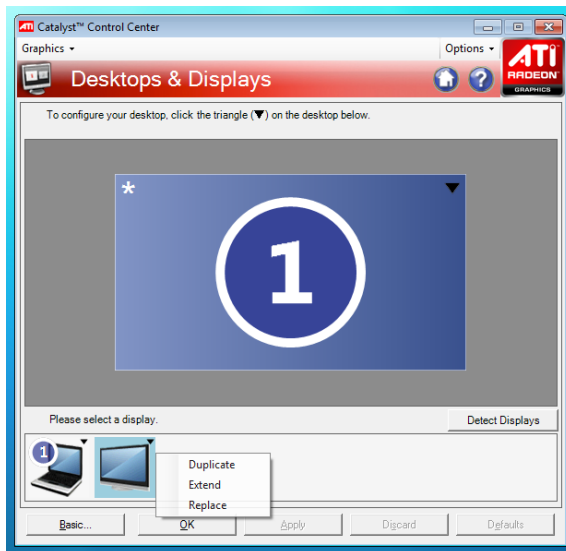 ATI Catalyst™ Control Center
Graphics Options
ATI
RADEON
GRAPHICS
Desktops & Displays
To configure your desktop, click the triangle (▼) on the desktop below.
*
1
Please select a display.
Detect Displays
1
Duplicate
Extend
Replace
Basic... OK Apply Discard Defaults